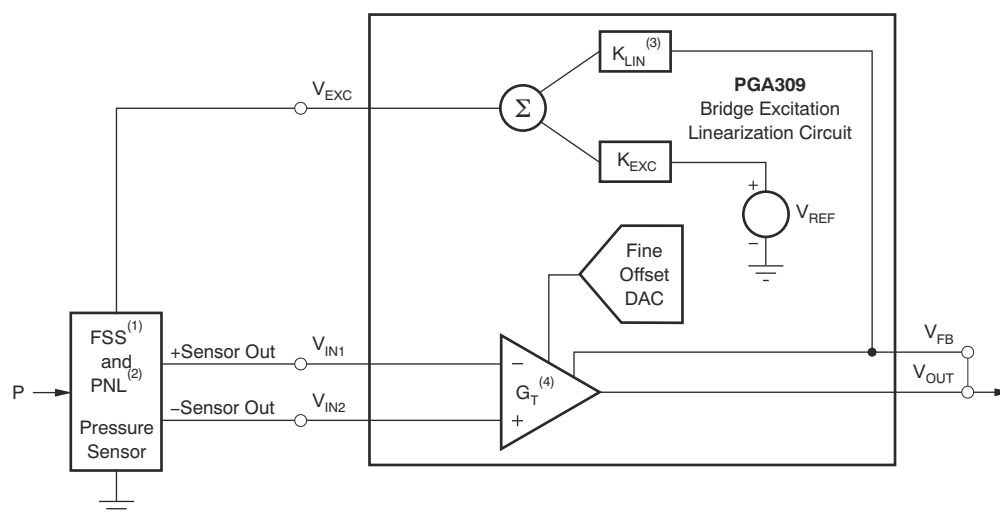 K_LIN (3)
V_EXC
PGA309
Bridge Excitation
Linearization Circuit
Σ
K_EXC
+
V_REF
−
Fine
Offset
DAC
FSS (1)
and
PNL (2)
Pressure
Sensor
P
+Sensor Out
V_IN1
−
G_T (4)
+
−Sensor Out
V_IN2
V_FB
V_OUT